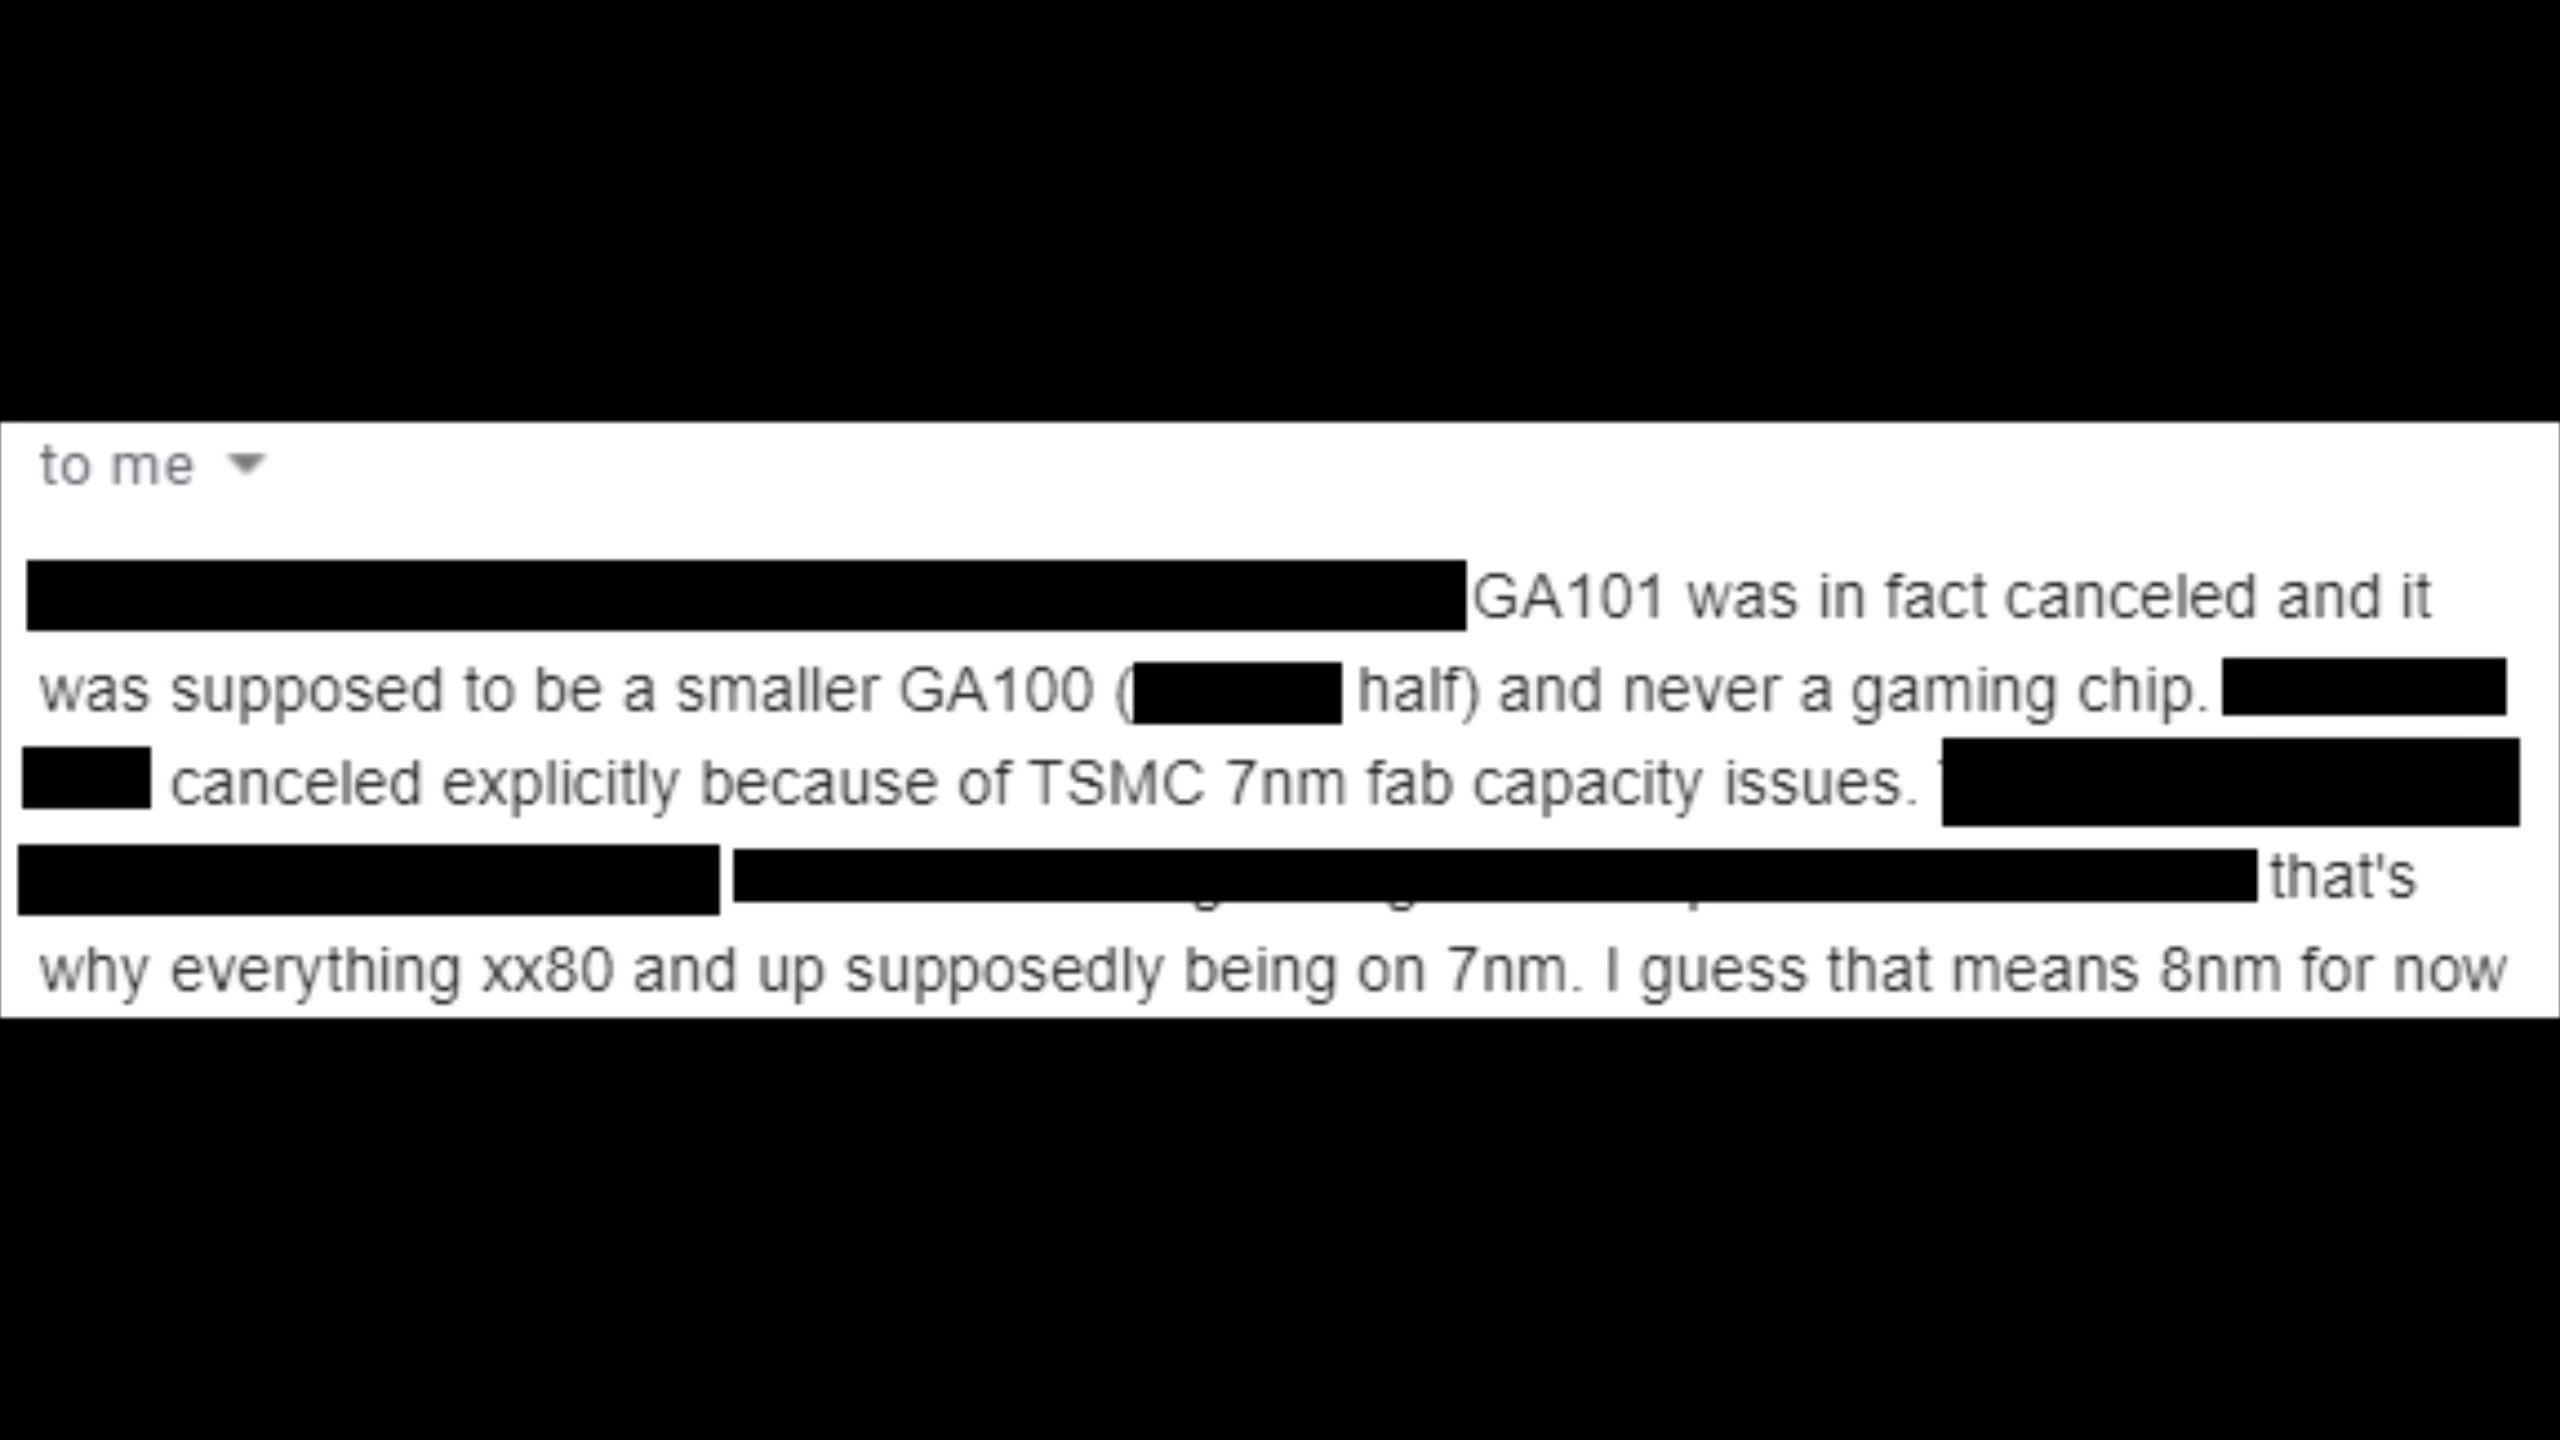 to me
GA101 was in fact canceled and it
was supposed to be a smaller GA100 ( half) and never a gaming chip.
canceled explicitly because of TSMC 7nm fab capacity issues.
that's
why everything xx80 and up supposedly being on 7nm. I guess that means 8nm for now